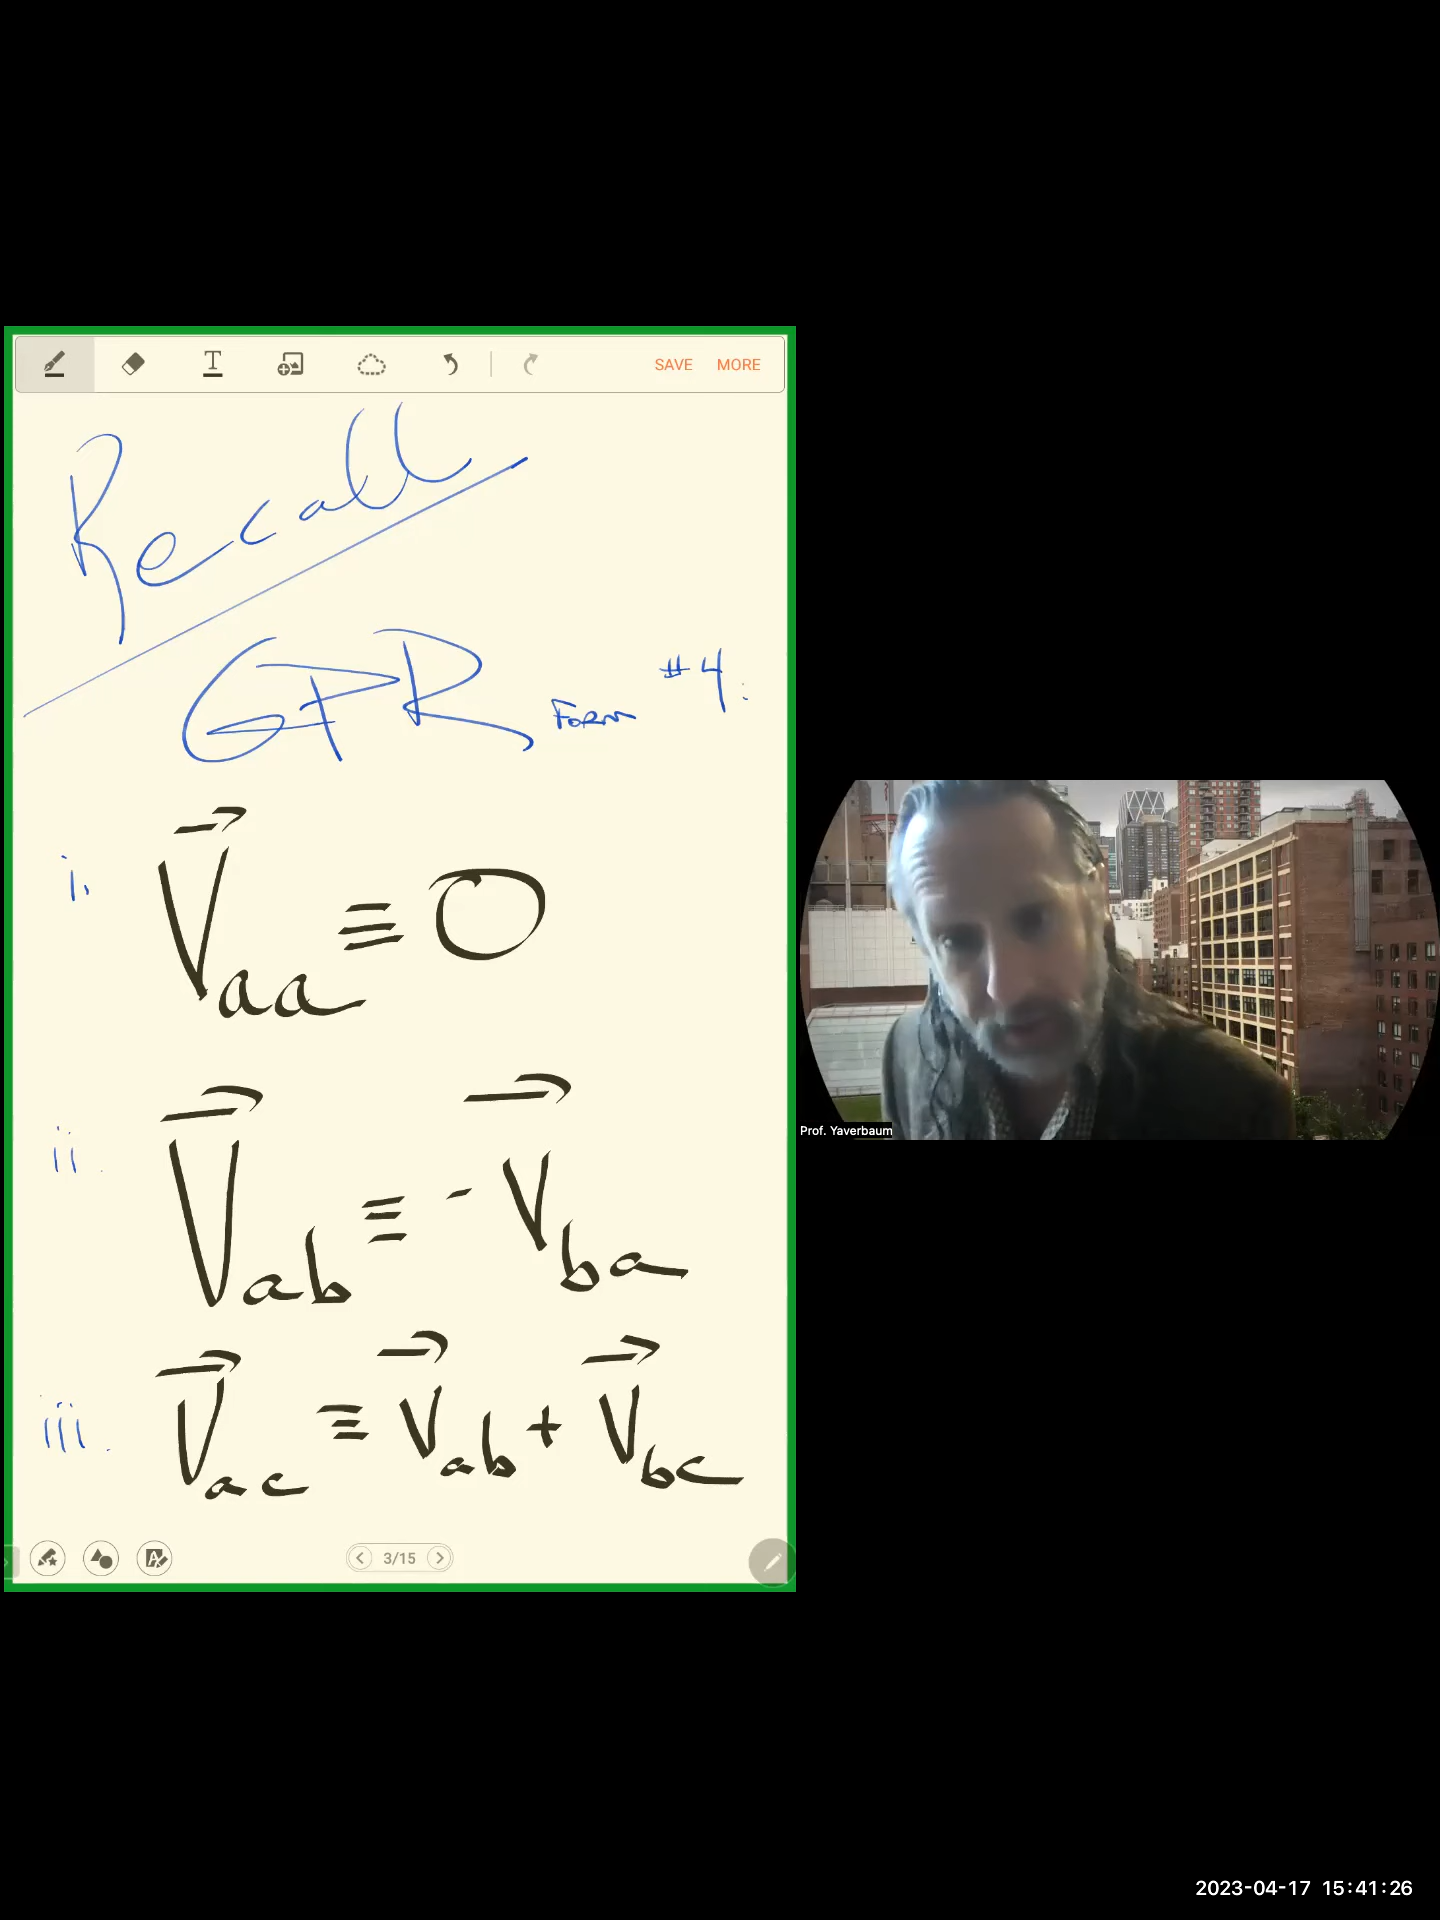 T
SAVE MORE
Recall
GPR FORM #4:
i. V⃗aa ≡ 0
ii. V⃗ab ≡ - V⃗ba
iii. V⃗ac ≡ V⃗ab + V⃗bc
A
3/15
Prof. Yaverbaum
2023-04-17 15:41:26